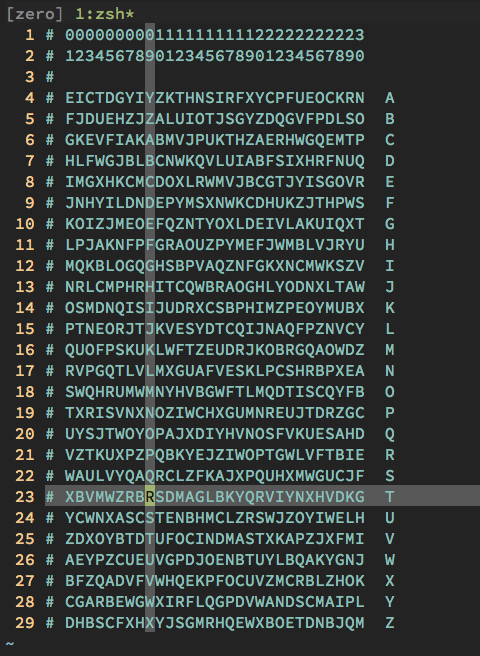 [zero] 1:zsh*
1 # 000000000111111111122222222223
2 # 123456789012345678901234567890
3 #
4 # EICTDGYIYZKTHNSIRFXYCPFUEOCKRN A
5 # FJDUEHZJZALUIOTJSGYZDQGVFPDLSO B
6 # GKEVFIAKABMVJPUKTHZAERHWGQEMTP C
7 # HLFWGJBLBCNWKQVLUIABFSIXHRFNUQ D
8 # IMGXHKCMCDOXLRWMVJBCGTJYISGOVR E
9 # JNHYILDNDEPYMSXNWKCDHUKZJTHPWS F
10 # KOIZJMEOEFQZNTYOXLDEIVLAKUIQXT G
11 # LPJAKNFPFGRAOUZPYMEFJWMBLVJRYU H
12 # MQKBLOGQGHSBPVAQZNFGKXNCMWKSZV I
13 # NRLCMPHRHITCQWBRAOGHLYODNXLTAW J
14 # OSMDNQISIJUDRXCSBPHIMZPEOYMUBX K
15 # PTNEORJTJKVESYDTCQIJNAQFPZNVCY L
16 # QUOFPSKUKLWFTZEUDRJKOBRGQAOWDZ M
17 # RVPGQTLVLMXGUAFVESKLPCSHRBPXEA N
18 # SWQHRUMWMNYHVBGWFTLMQDTISCQYFB O
19 # TXRISVNXNOZIWCHXGUMNREUJTDRZGC P
20 # UYSJTWOYOPAJXDIYHVNOSFVKUESAHD Q
21 # VZTKUXPZPQBKYEJZIWOPTGWLVFTBIE R
22 # WAULVYQAQRCLZFKAJXPQUHXMWGUCJF S
23 # XBVMWZRBRSDMAGLBKYQRVIYNXHVDKG T
24 # YCWNXASCSTENBHMCLZRSWJZOYIWELH U
25 # ZDXOYBTDTUFOCINDMASTXKAPZJXFMI V
26 # AEYPZCUEUVGPDJOENBTUYLBQAKYGNJ W
27 # BFZQADVFVWHQEKPFOCUVZMCRBLZHOK X
28 # CGARBEWGWXIRFLQGPDVWANDSCMAIPL Y
29 # DHBSCFXHXYJSGMRHQEWXBOETDNBJQM Z
~